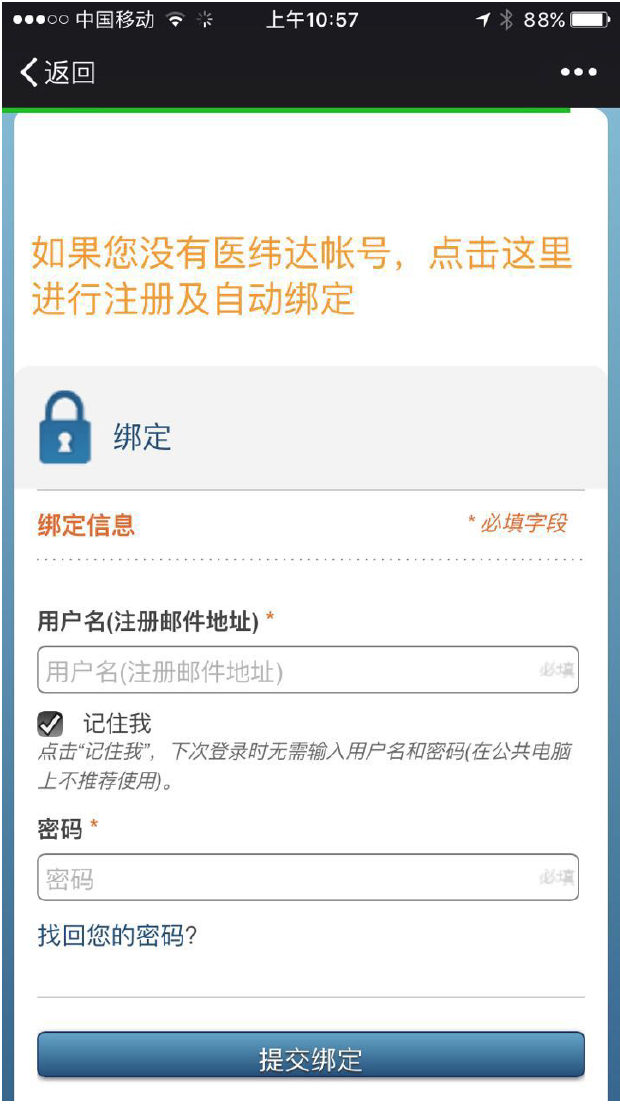 中国移动 上午10:57 88%
返回
如果您没有医纬达帐号，点击这里
进行注册及自动绑定
绑定
绑定信息 * 必填字段
用户名(注册邮件地址) *
用户名(注册邮件地址) 必填
记住我
点击“记住我”，下次登录时无需输入用户名和密码(在公共电脑
上不推荐使用)。
密码 *
密码 必填
找回您的密码?
提交绑定